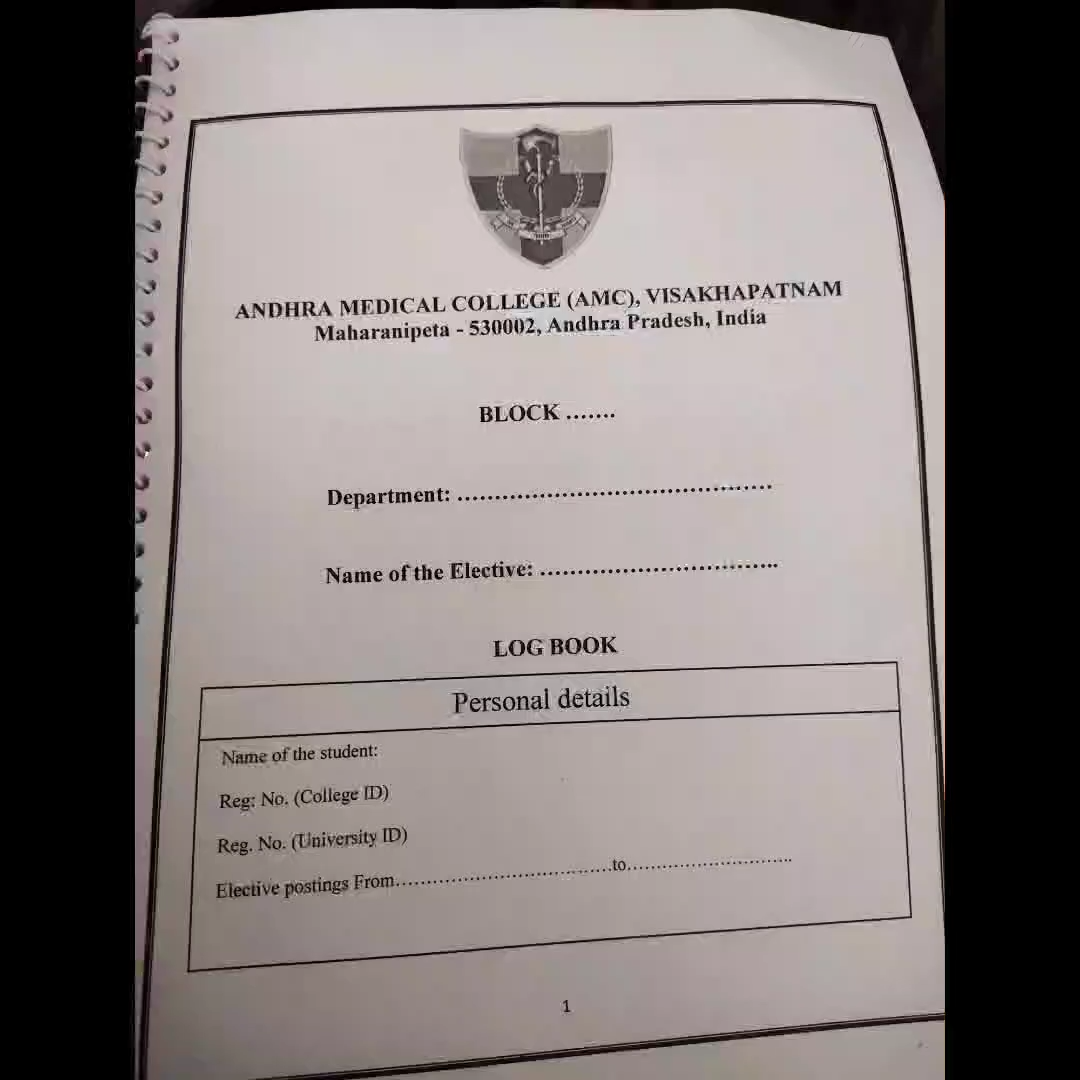 ANDHRA MEDICAL COLLEGE (AMC), VISAKHAPATNAM
Maharanipeta - 530002, Andhra Pradesh, India
BLOCK .......
Department: ..........................................
Name of the Elective: ................................
LOG BOOK
Personal details
Name of the student:
Reg: No. (College ID)
Reg. No. (University ID)
Elective postings From....................................to............................
1